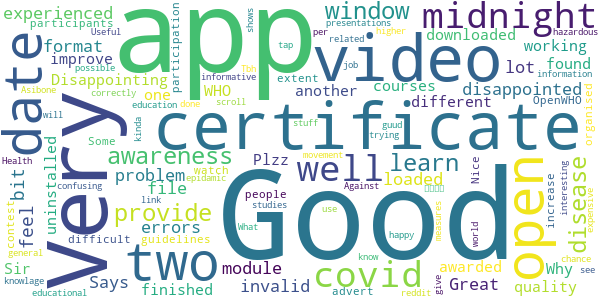 experienced
participants
format
Useful
improve
Disappointing
possible
Asibone
correctly
education
will
Some
Health
app
very
date
participation
shows
tap
extent
WHO
one
informative
Tbb
done
scroll
kinda
video
window
presentations
related
job
per
another
courses
stuff
trying
guud
midnight
downloaded
higher
hazardous
working
lot
found
disappointed
information
different
OpenWHO
organised
certificate
uninstalled
bit
feel
contest
general
knowlage
Sir
confusing
difficult
educational
Says
awareness
problem
file
watch
epidemic
link
provide
errors
guidelines
two
finished
module
invalid
What
studies
people
Plzz
well
loaded
movement
Against
use
Good
covid
advert
happy
know
reddit
learn
awarded
measures
give
Great
Nice
world
open
quality
Why
increase
interesting
disease
expensive
chance
see